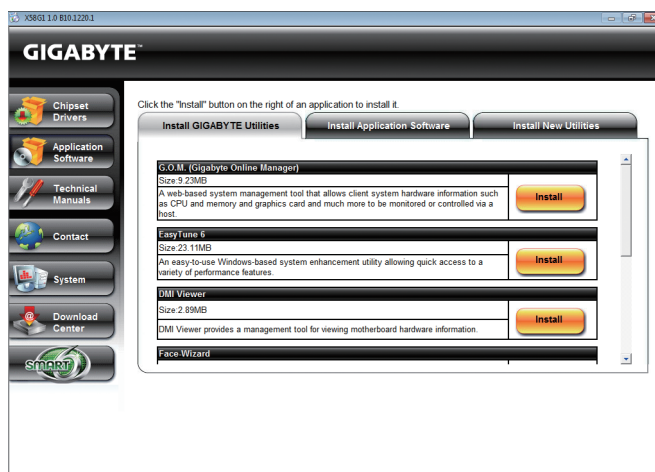 X58G1 1.0 B10.1220.1
GIGABYTE™
Chipset
Drivers
Application
Software
Technical
Manuals
Contact
System
Download
Center
SMART 6
Click the "Install" button on the right of an application to install it.
Install GIGABYTE Utilities
Install Application Software
Install New Utilities
G.O.M. (Gigabyte Online Manager)
Size:9.23MB
A web-based system management tool that allows client system hardware information such
as CPU and memory and graphics card and much more to be monitored or controlled via a
host.
Install
EasyTune 6
Size:23.11MB
An easy-to-use Windows-based system enhancement utility allowing quick access to a
variety of performance features.
Install
DMI Viewer
Size:2.89MB
DMI Viewer provides a management tool for viewing motherboard hardware information.
Install
Face-Wizard